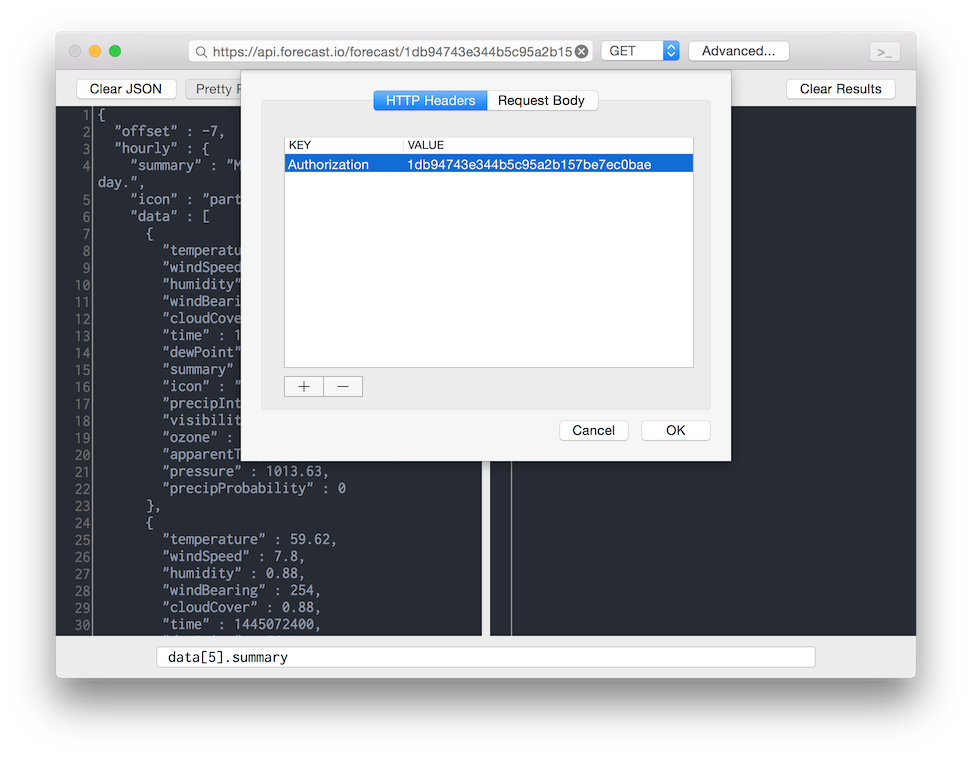 https://api.forecast.io/forecast/1db94743e344b5c95a2b15 GET Advanced... >_
Clear JSON Pretty Clear Results
HTTP Headers Request Body
KEY VALUE
Authorization 1db94743e344b5c95a2b157be7ec0bae
+ −
Cancel OK
1 {
2 "offset" : -7,
3 "hourly" : {
4 "summary" : "M
day.",
5 "icon" : "part
6 "data" : [
7 {
8 "temperatu
9 "windSpeed
10 "humidity"
11 "windBeari
12 "cloudCove
13 "time" : 1
14 "dewPoint"
15 "summary"
16 "icon" : "
17 "precipInt
18 "visibilit
19 "ozone" :
20 "apparentT
21 "pressure" : 1013.63,
22 "precipProbability" : 0
23 },
24 {
25 "temperature" : 59.62,
26 "windSpeed" : 7.8,
27 "humidity" : 0.88,
28 "windBearing" : 254,
29 "cloudCover" : 0.88,
30 "time" : 1445072400,
data[5].summary